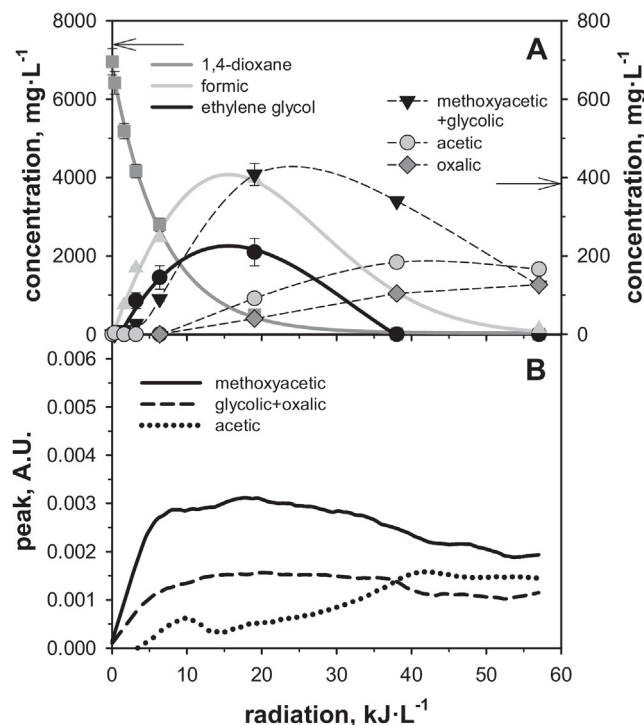 A
1,4-dioxane
formic
ethylene glycol
methoxyacetic
+glycolic
acetic
oxalic
concentration, mg·L-1
8000
6000
4000
2000
0
800
600
400
200
0
concentration, mg·L-1
B
methoxyacetic
glycolic+oxalic
acetic
peak, A.U.
0.006
0.005
0.004
0.003
0.002
0.001
0.000
0 10 20 30 40 50 60
radiation, kJ·L-1